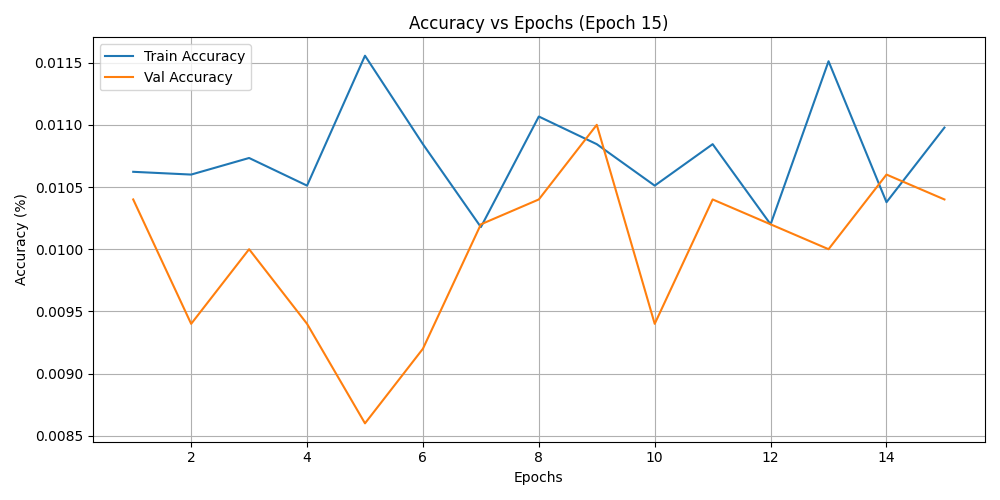 Accuracy vs Epochs (Epoch 15)
Train Accuracy
Val Accuracy
Accuracy (%)
0.0115
0.0110
0.0105
0.0100
0.0095
0.0090
0.0085
2 4 6 8 10 12 14
Epochs